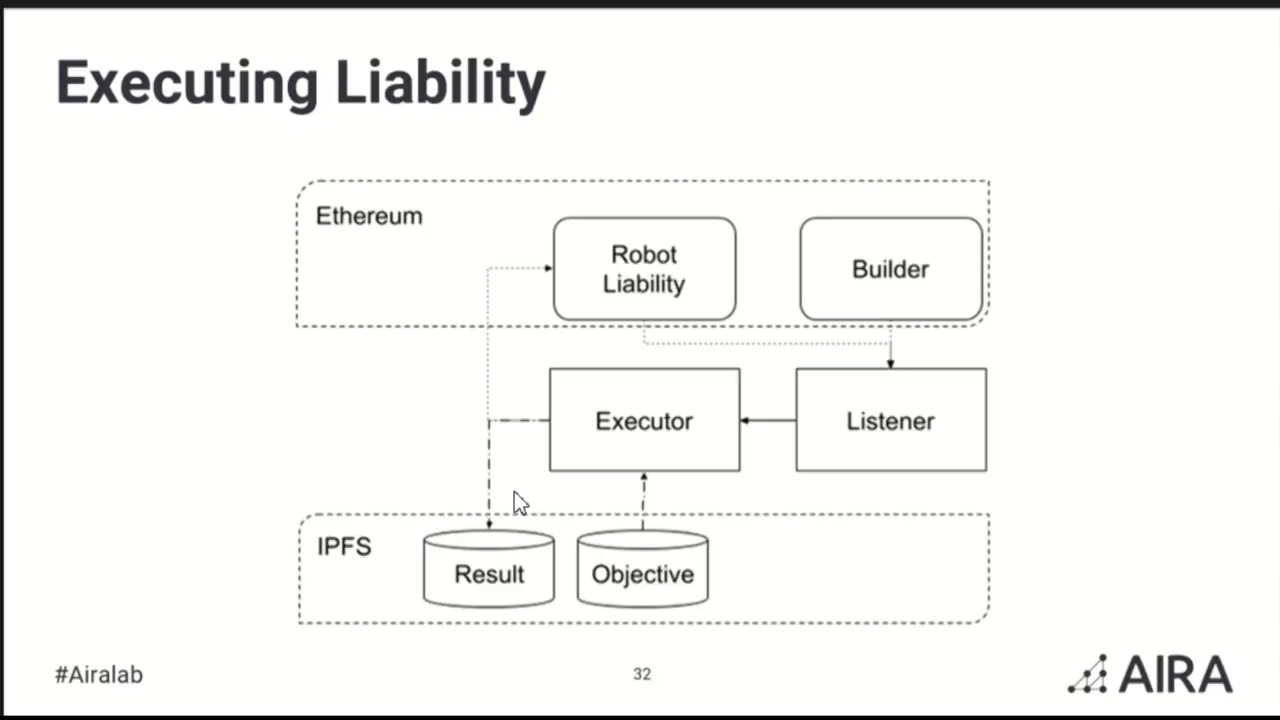 Executing Liability
Ethereum
Robot
Liability
Builder
Executor
Listener
IPFS
Result
Objective
#Airalab
32
AIRA